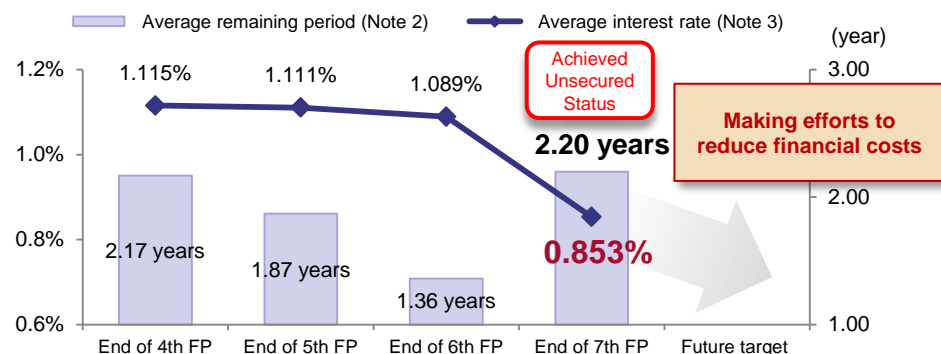 Average remaining period (Note 2)
Average interest rate (Note 3)
(year)
1.2%
1.0%
0.8%
0.6%
1.115%
1.111%
1.089%
Achieved
Unsecured
Status
2.20 years
0.853%
2.17 years
1.87 years
1.36 years
Making efforts to
reduce financial costs
3.00
2.00
1.00
End of 4th FP
End of 5th FP
End of 6th FP
End of 7th FP
Future target